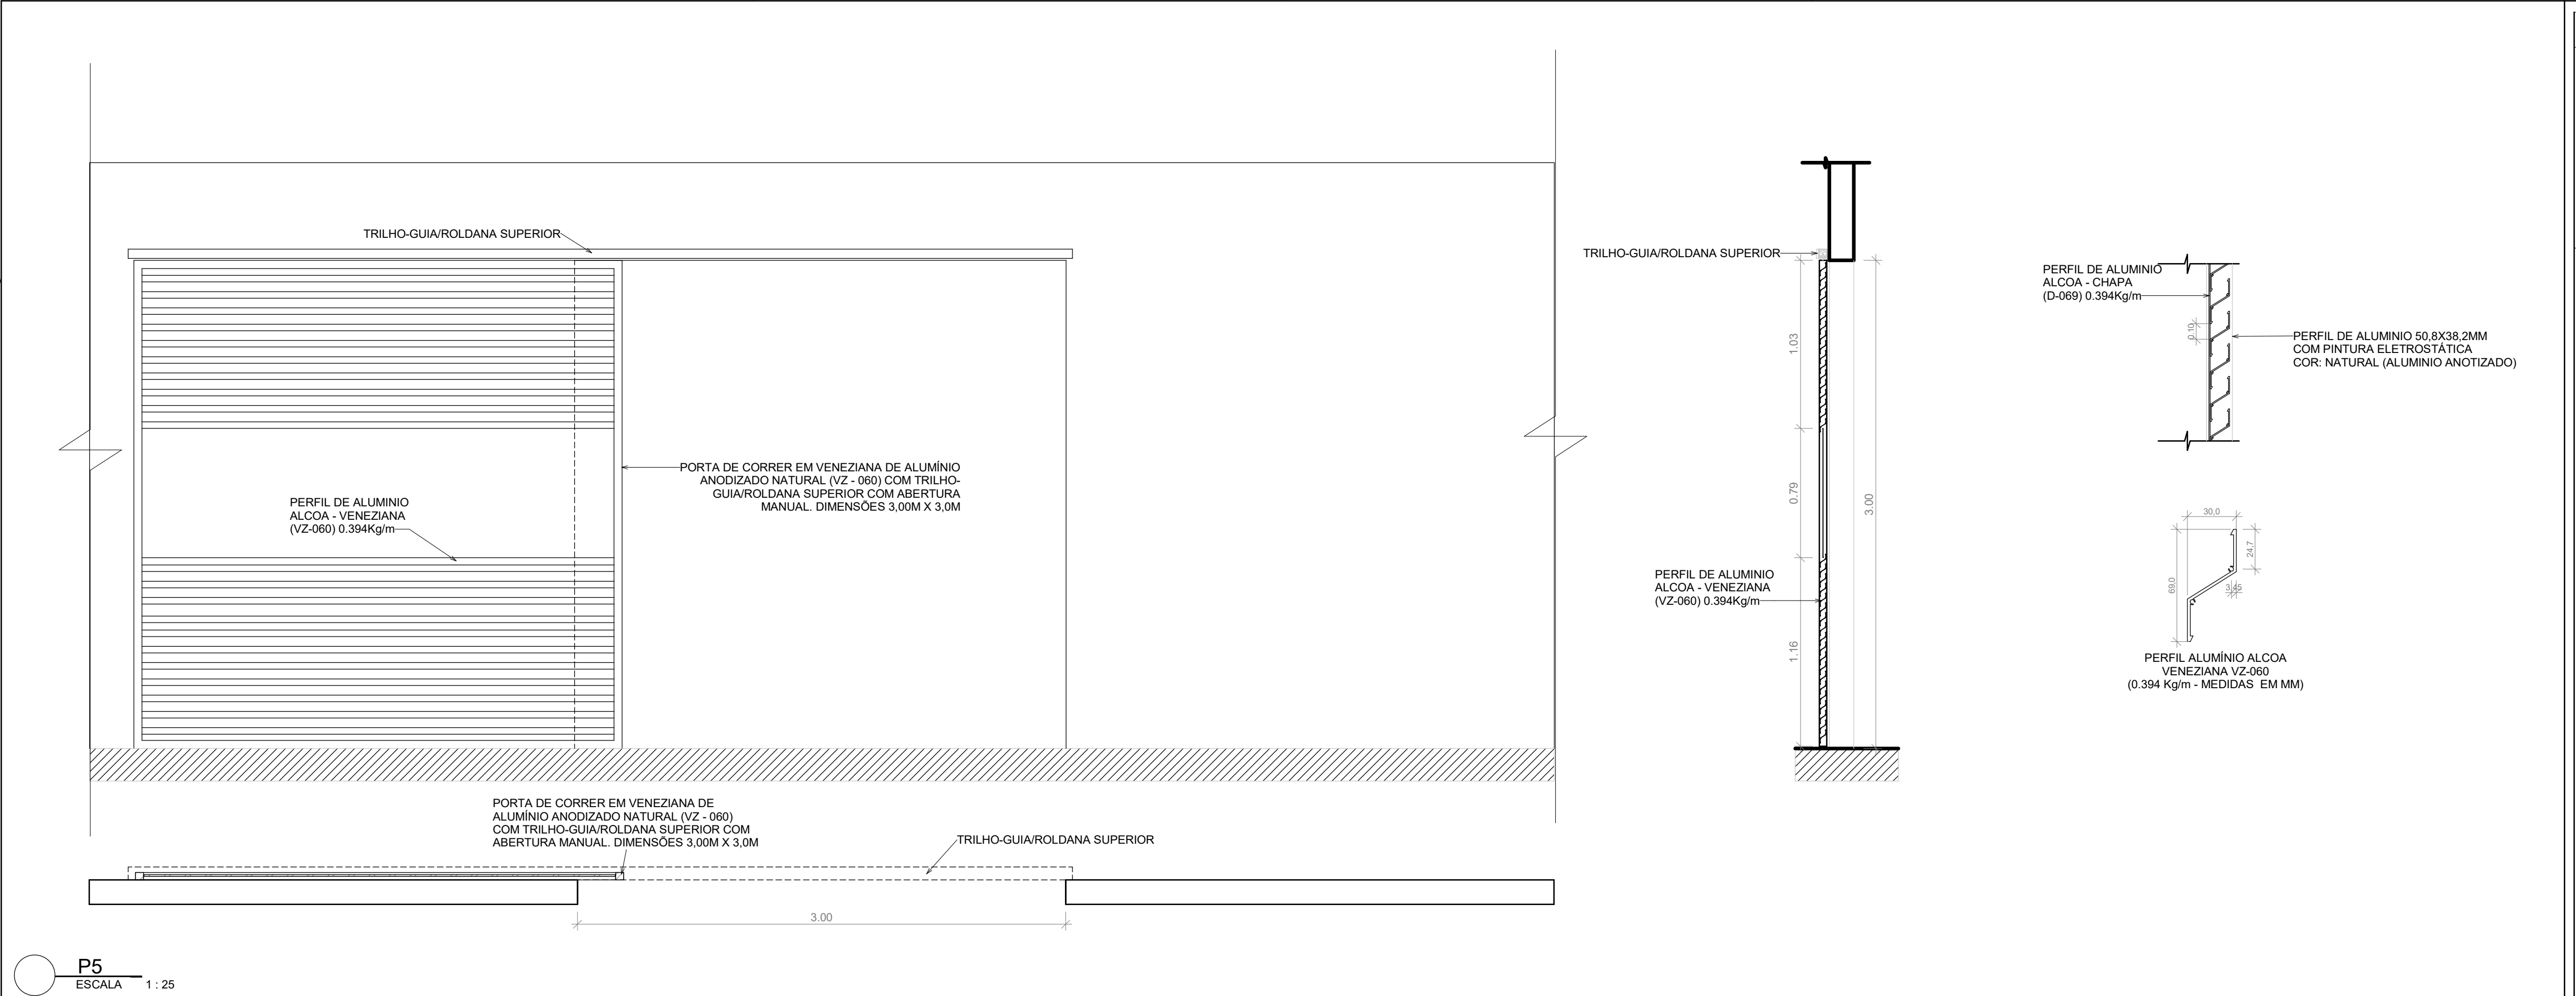 TRILHO-GUIA/ROLDANA SUPERIOR
PERFIL DE ALUMINIO
ALCOA - VENEZIANA
(VZ-060) 0.394Kg/m
PORTA DE CORRER EM VENEZIANA DE ALUMÍNIO
ANODIZADO NATURAL (VZ - 060) COM TRILHO-
GUIA/ROLDANA SUPERIOR COM ABERTURA
MANUAL. DIMENSÕES 3,00M X 3,0M
PORTA DE CORRER EM VENEZIANA DE
ALUMÍNIO ANODIZADO NATURAL (VZ - 060)
COM TRILHO-GUIA/ROLDANA SUPERIOR COM
ABERTURA MANUAL. DIMENSÕES 3,00M X 3,0M
TRILHO-GUIA/ROLDANA SUPERIOR
3.00
P5
ESCALA 1 : 25
TRILHO-GUIA/ROLDANA SUPERIOR
1.03
0.79
3.00
PERFIL DE ALUMINIO
ALCOA - VENEZIANA
(VZ-060) 0.394Kg/m
1.16
PERFIL DE ALUMINIO
ALCOA - CHAPA
(D-069) 0.394Kg/m
0.10
PERFIL DE ALUMINIO 50,8X38,2MM
COM PINTURA ELETROSTÁTICA
COR: NATURAL (ALUMINIO ANOTIZADO)
30,0
24,7
69,0
3,45
PERFIL ALUMÍNIO ALCOA
VENEZIANA VZ-060
(0.394 Kg/m - MEDIDAS EM MM)